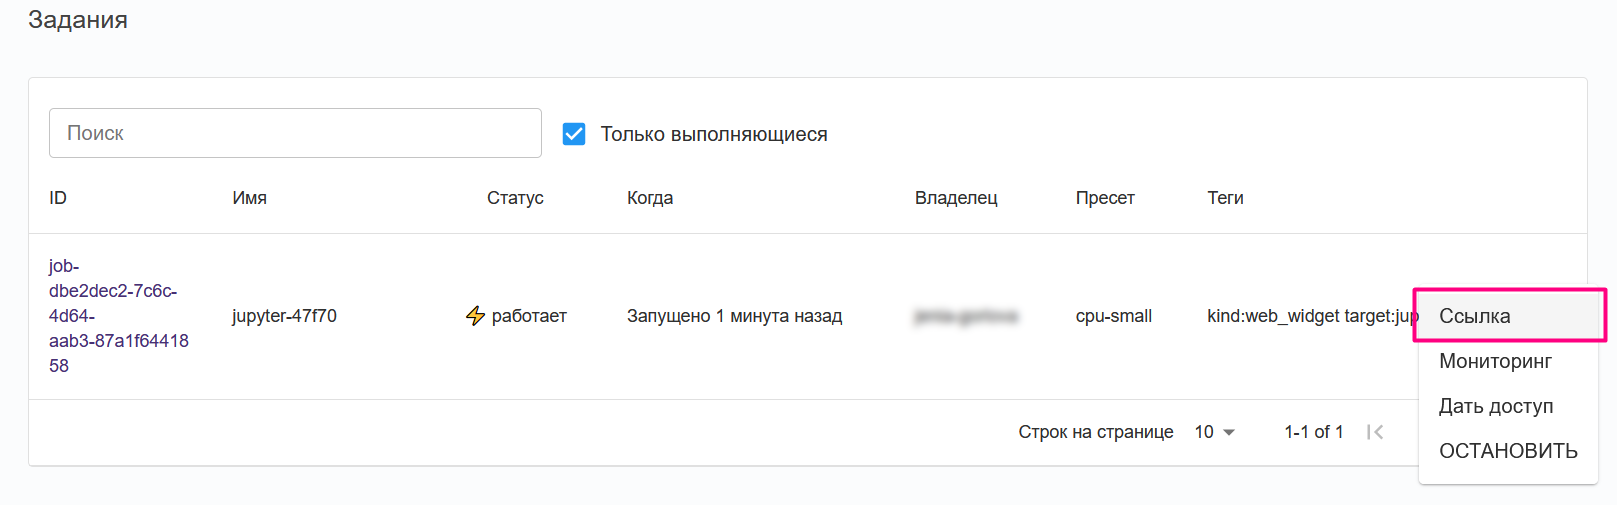 Задания
Поиск
Только выполняющиеся
ID Имя Статус Когда Владелец Пресет Теги
job-
dbe2dec2-7c6c-
4d64-
aab3-87a1f64418
58
jupyter-47f70 работает Запущено 1 минута назад cpu-small kind:web_widget target:jup
Ссылка
Мониторинг
Дать доступ
ОСТАНОВИТЬ
Строк на странице 10 1-1 of 1